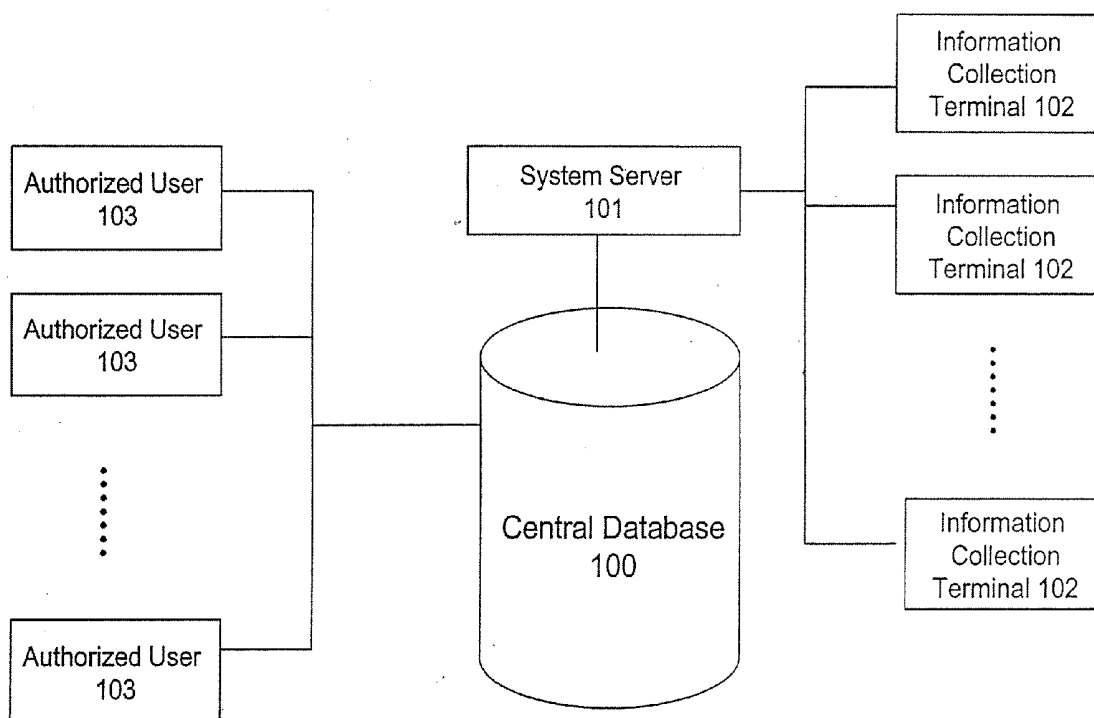 Authorized User
103
Authorized User
103
Authorized User
103
System Server
101
Central Database
100
Information
Collection
Terminal 102
Information
Collection
Terminal 102
Information
Collection
Terminal 102